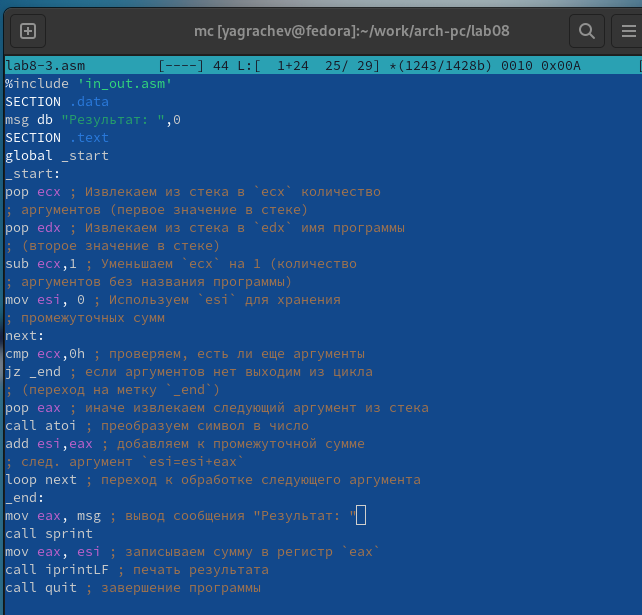 mc [yagrachev@fedora]:~/work/arch-pc/lab08
lab8-3.asm [----] 44 L:[ 1+24 25/ 29] *(1243/1428b) 0010 0x00A [
%include 'in_out.asm'
SECTION .data
msg db "Результат: ",0
SECTION .text
global _start
_start:
pop ecx ; Извлекаем из стека в `ecx` количество
; аргументов (первое значение в стеке)
pop edx ; Извлекаем из стека в `edx` имя программы
; (второе значение в стеке)
sub ecx,1 ; Уменьшаем `ecx` на 1 (количество
; аргументов без названия программы)
mov esi, 0 ; Используем `esi` для хранения
; промежуточных сумм
next:
cmp ecx,0h ; проверяем, есть ли еще аргументы
jz _end ; если аргументов нет выходим из цикла
; (переход на метку `_end`)
pop eax ; иначе извлекаем следующий аргумент из стека
call atoi ; преобразуем символ в число
add esi,eax ; добавляем к промежуточной сумме
; след. аргумент `esi=esi+eax`
loop next ; переход к обработке следующего аргумента
_end:
mov eax, msg ; вывод сообщения "Результат: "
call sprint
mov eax, esi ; записываем сумму в регистр `eax`
call iprintLF ; печать результата
call quit ; завершение программы